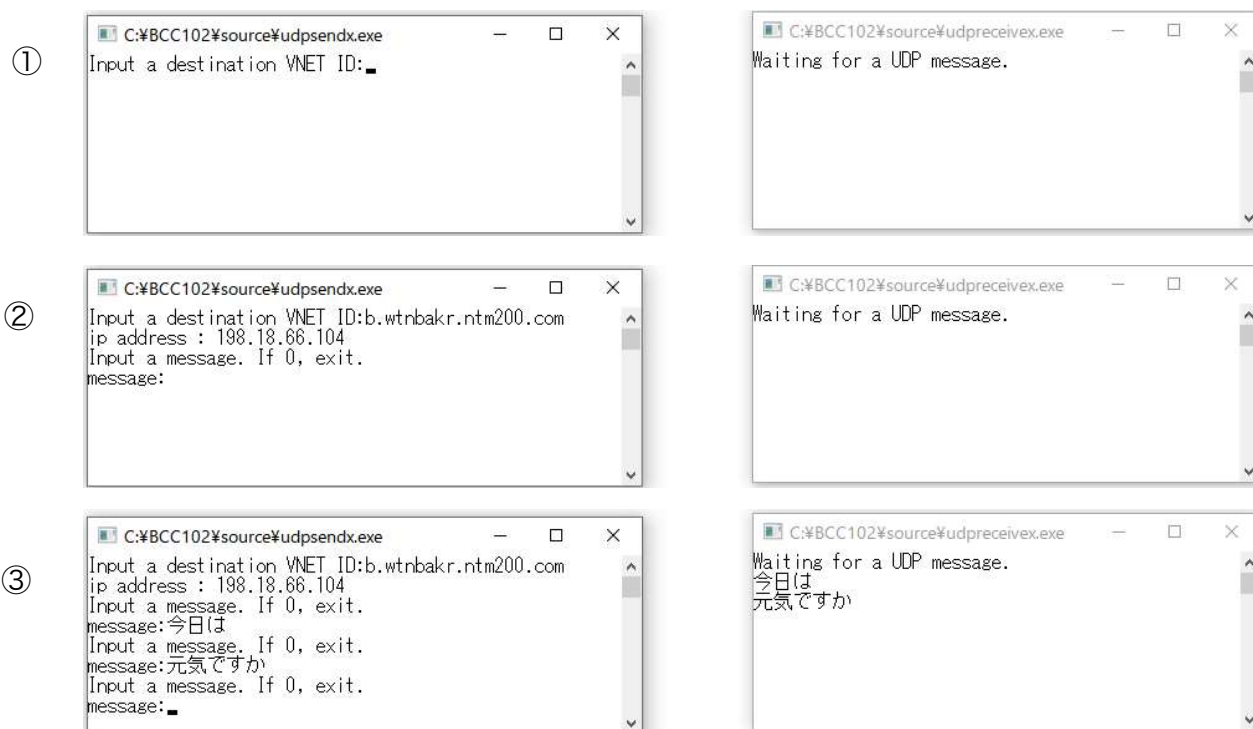 ①
C:¥BCC102¥source¥udpsendx.exe
Input a destination VNET ID:
C:¥BCC102¥source¥udpreceivex.exe
Waiting for a UDP message.
②
C:¥BCC102¥source¥udpsendx.exe
Input a destination VNET ID:b.wtnbakr.ntm200.com
ip address : 198.18.66.104
Input a message. If 0, exit.
message:
C:¥BCC102¥source¥udpreceivex.exe
Waiting for a UDP message.
③
C:¥BCC102¥source¥udpsendx.exe
Input a destination VNET ID:b.wtnbakr.ntm200.com
ip address : 198.18.66.104
Input a message. If 0, exit.
message:今日は
Input a message. If 0, exit.
message:元気ですか
Input a message. If 0, exit.
message:
C:¥BCC102¥source¥udpreceivex.exe
Waiting for a UDP message.
今日は
元気ですか